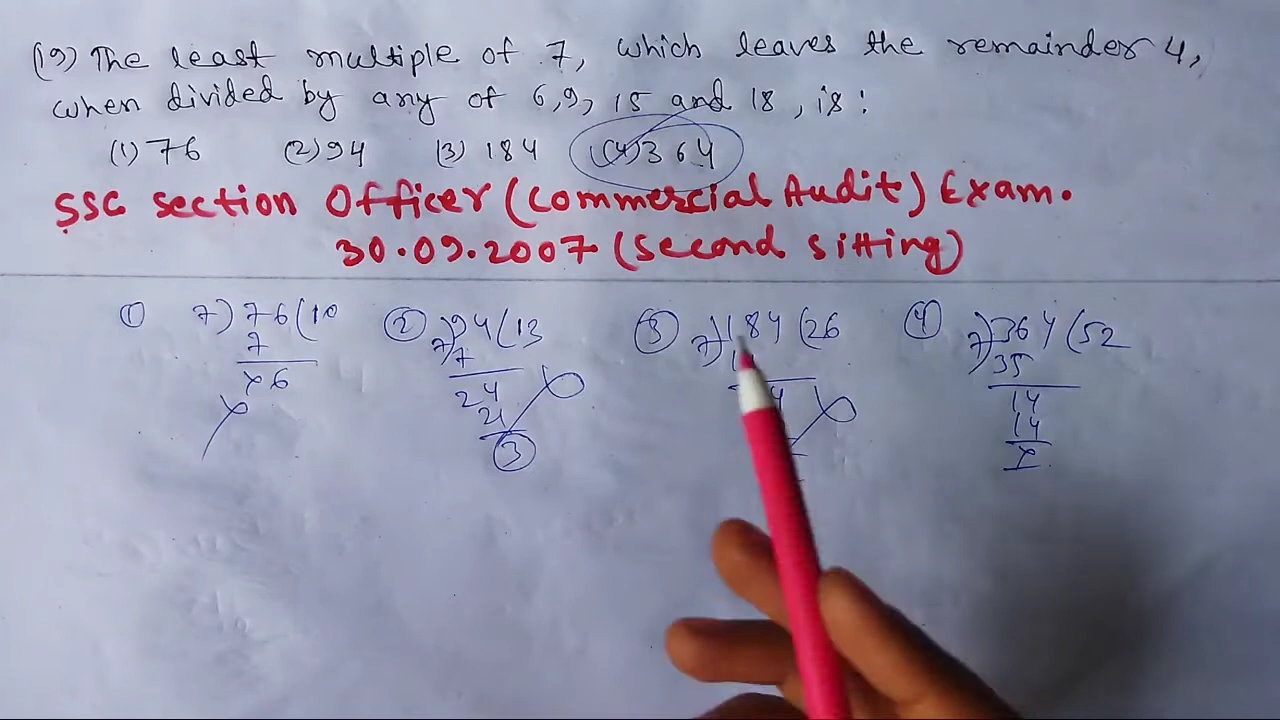 (19) The least multiple of 7, which leaves the remainder 4,
when divided by any of 6,9, 15 and 18, is:
(1) 76 (2) 94 (3) 184 (4) 364
SSC Section Officer (Commercial Audit) Exam.
30.09.2007 (Second Sitting)
① 7) 76 (10 ② 7) 94 (13 ③ 7) 184 (26 ④ 7) 364 (52
7 7 35
x6 24 14
21 14
3 x